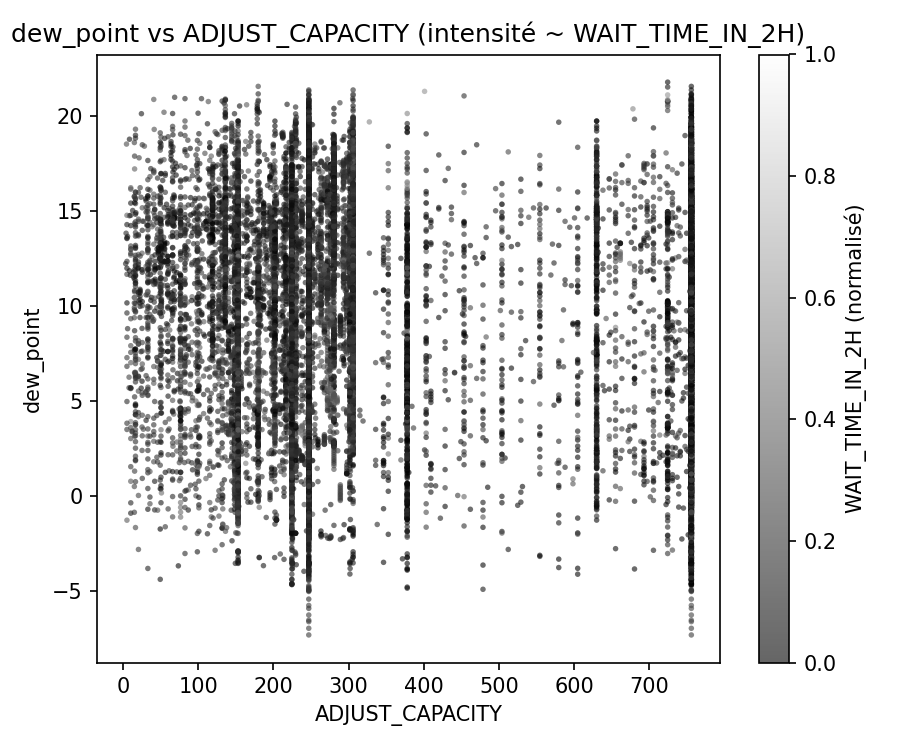 dew_point vs ADJUST_CAPACITY (intensité ~ WAIT_TIME_IN_2H)
dew_point
20
15
10
5
0
−5
0 100 200 300 400 500 600 700
ADJUST_CAPACITY
1.0
0.8
0.6
0.4
0.2
0.0
WAIT_TIME_IN_2H (normalisé)